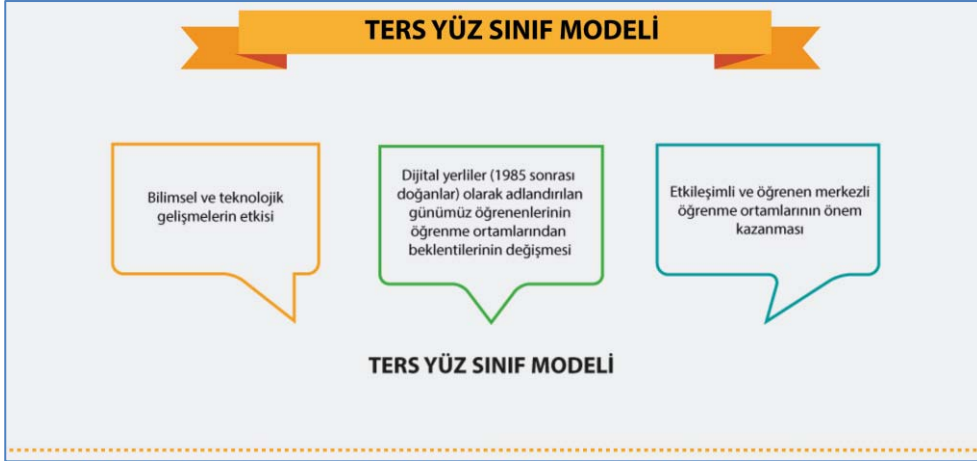 TERS YÜZ SINIF MODELİ
Bilimsel ve teknolojik
gelişmelerin etkisi
Dijital yerliler (1985 sonrası
doğanlar) olarak adlandırılan
günümüz öğrenenlerinin
öğrenme ortamlarından
beklentilerinin değişmesi
Etkileşimli ve öğrenen merkezli
öğrenme ortamlarının önem
kazanması
TERS YÜZ SINIF MODELİ